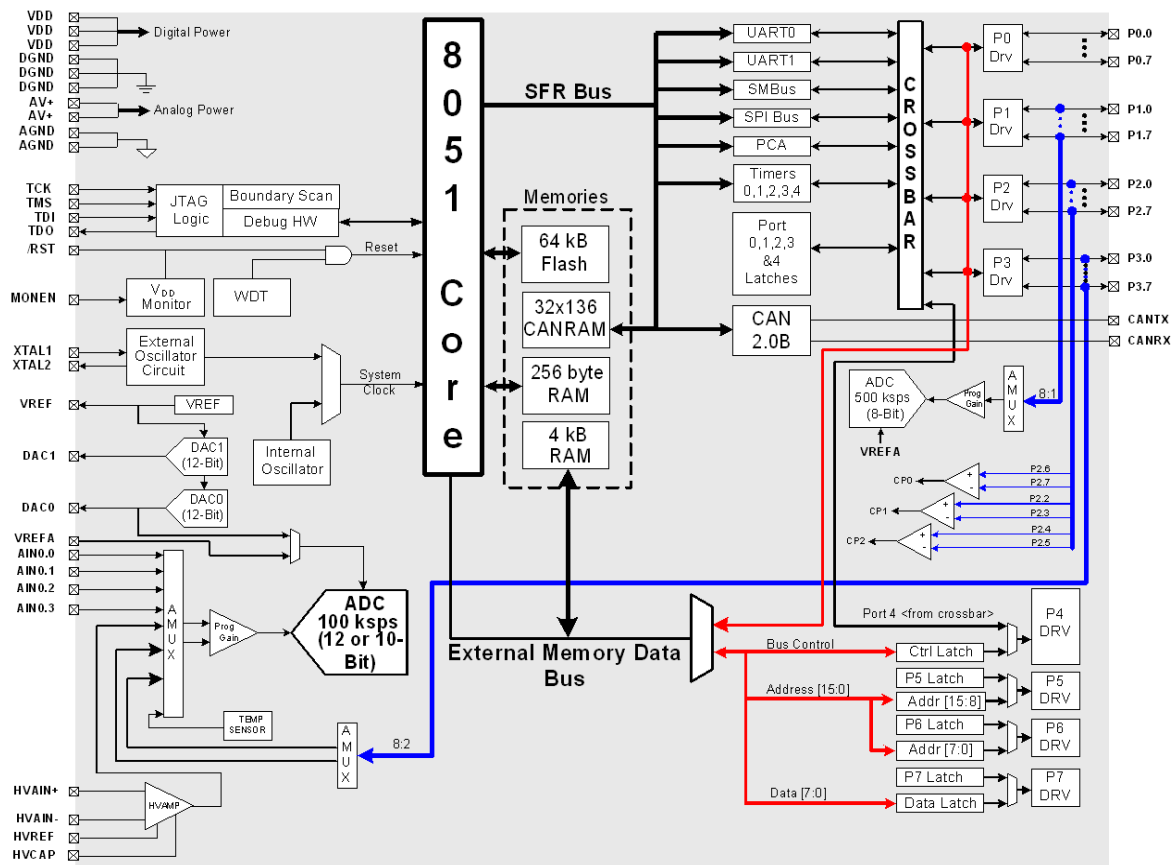 VDD
VDD
VDD
Digital Power
DGND
DGND
DGND
AV+
AV+
Analog Power
AGND
AGND
TCK
TMS
TDI
TDO
JTAG
Logic
Boundary Scan
Debug HW
/RST
Reset
MONEN
VDD
Monitor
WDT
XTAL1
XTAL2
External
Oscillator
Circuit
System
Clock
Internal
Oscillator
VREF
VREF
DAC1
DAC1
(12-Bit)
DAC0
DAC0
(12-Bit)
VREFA
AIN0.0
AIN0.1
AIN0.2
AIN0.3
AMUX
Prog
Gain
ADC
100 ksps
(12 or 10-
Bit)
TEMP
SENSOR
AMUX
8:2
HVAIN+
HVAIN-
HVREF
HVCAP
HVAMP
8051 Core
SFR Bus
Memories
64 kB
Flash
32x136
CANRAM
256 byte
RAM
4 kB
RAM
External Memory Data
Bus
UART0
UART1
SMBus
SPI Bus
PCA
Timers
0,1,2,3,4
Port
0,1,2,3
&4
Latches
CAN
2.0B
CROSSBAR
P0
Drv
P1
Drv
P2
Drv
P3
Drv
P0.0
P0.7
P1.0
P1.7
P2.0
P2.7
P3.0
P3.7
CANTX
CANRX
ADC
500 ksps
(8-Bit)
VREFA
Prog
Gain
AMUX
8:1
CP0
+
-
P2.6
P2.7
CP1
+
-
P2.2
P2.3
CP2
+
-
P2.4
P2.5
Port 4 <from crossbar>
Bus Control
Ctrl Latch
P4
DRV
Address [15:0]
P5 Latch
Addr [15:8]
P5
DRV
P6 Latch
Addr [7:0]
P6
DRV
Data [7:0]
P7 Latch
Data Latch
P7
DRV